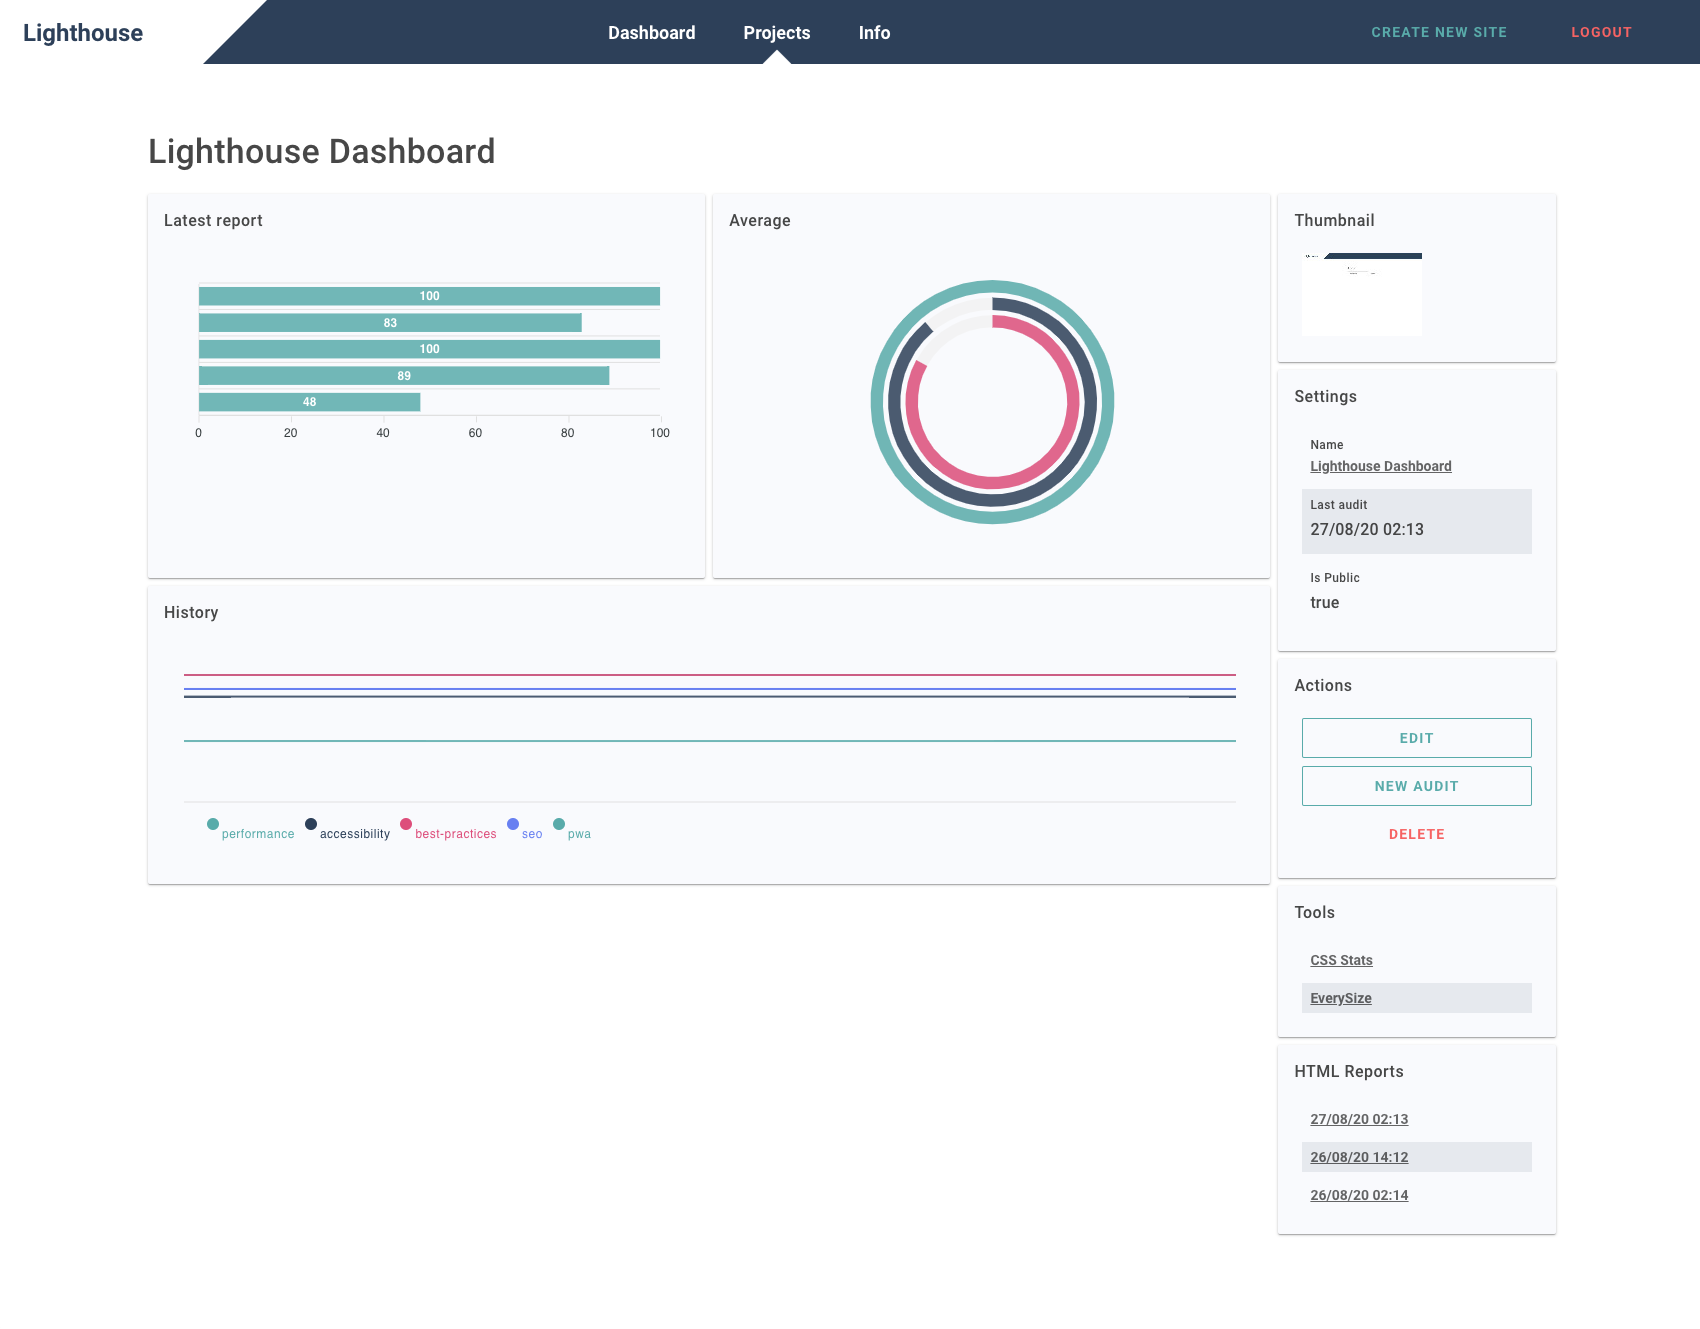 Lighthouse
Dashboard Projects Info
CREATE NEW SITE LOGOUT
Lighthouse Dashboard
Latest report
100
83
100
89
48
0 20 40 60 80 100
Average
History
performance accessibility best-practices seo pwa
Thumbnail
Settings
Name
Lighthouse Dashboard
Last audit
27/08/20 02:13
Is Public
true
Actions
EDIT
NEW AUDIT
DELETE
Tools
CSS Stats
EverySize
HTML Reports
27/08/20 02:13
26/08/20 14:12
26/08/20 02:14